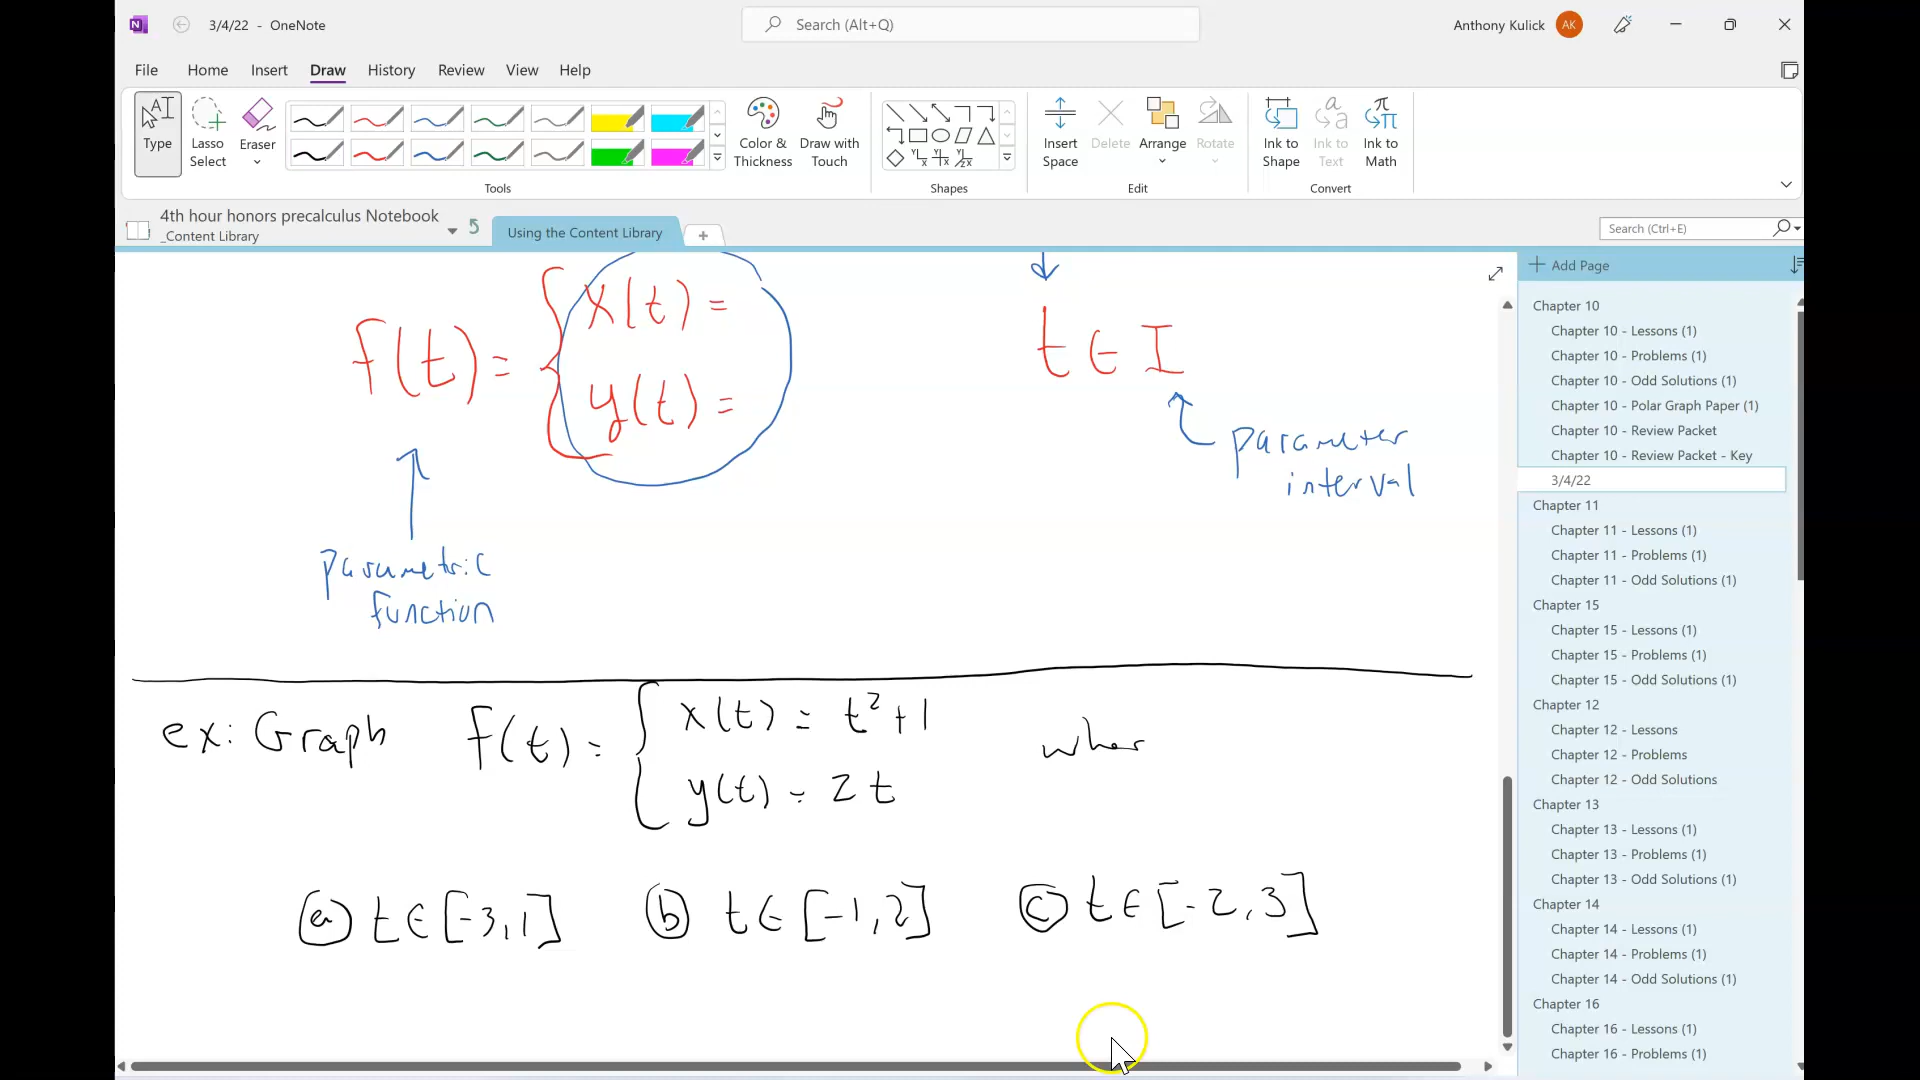 3/4/22 - OneNote
Search (Alt+Q)
Anthony Kulick AK
File Home Insert Draw History Review View Help
Type
Lasso Select
Eraser
Color & Thickness
Draw with Touch
Insert Space
Delete
Arrange
Rotate
Ink to Shape
Ink to Text
Ink to Math
Tools Shapes Edit Convert
4th hour honors precalculus Notebook
_Content Library
Using the Content Library
Search (Ctrl+E)
f(t) = { x(t) =
y(t) =
t ∈ I
parameter
interval
parametric
function
ex: Graph f(t) = { x(t) = t²+1
y(t) = 2t
wher
ⓐ t ∈ [-3,1] ⓑ t ∈ [-1,2] ⓒ t ∈ [-2,3]
Add Page
Chapter 10
Chapter 10 - Lessons (1)
Chapter 10 - Problems (1)
Chapter 10 - Odd Solutions (1)
Chapter 10 - Polar Graph Paper (1)
Chapter 10 - Review Packet
Chapter 10 - Review Packet - Key
3/4/22
Chapter 11
Chapter 11 - Lessons (1)
Chapter 11 - Problems (1)
Chapter 11 - Odd Solutions (1)
Chapter 15
Chapter 15 - Lessons (1)
Chapter 15 - Problems (1)
Chapter 15 - Odd Solutions (1)
Chapter 12
Chapter 12 - Lessons
Chapter 12 - Problems
Chapter 12 - Odd Solutions
Chapter 13
Chapter 13 - Lessons (1)
Chapter 13 - Problems (1)
Chapter 13 - Odd Solutions (1)
Chapter 14
Chapter 14 - Lessons (1)
Chapter 14 - Problems (1)
Chapter 14 - Odd Solutions (1)
Chapter 16
Chapter 16 - Lessons (1)
Chapter 16 - Problems (1)